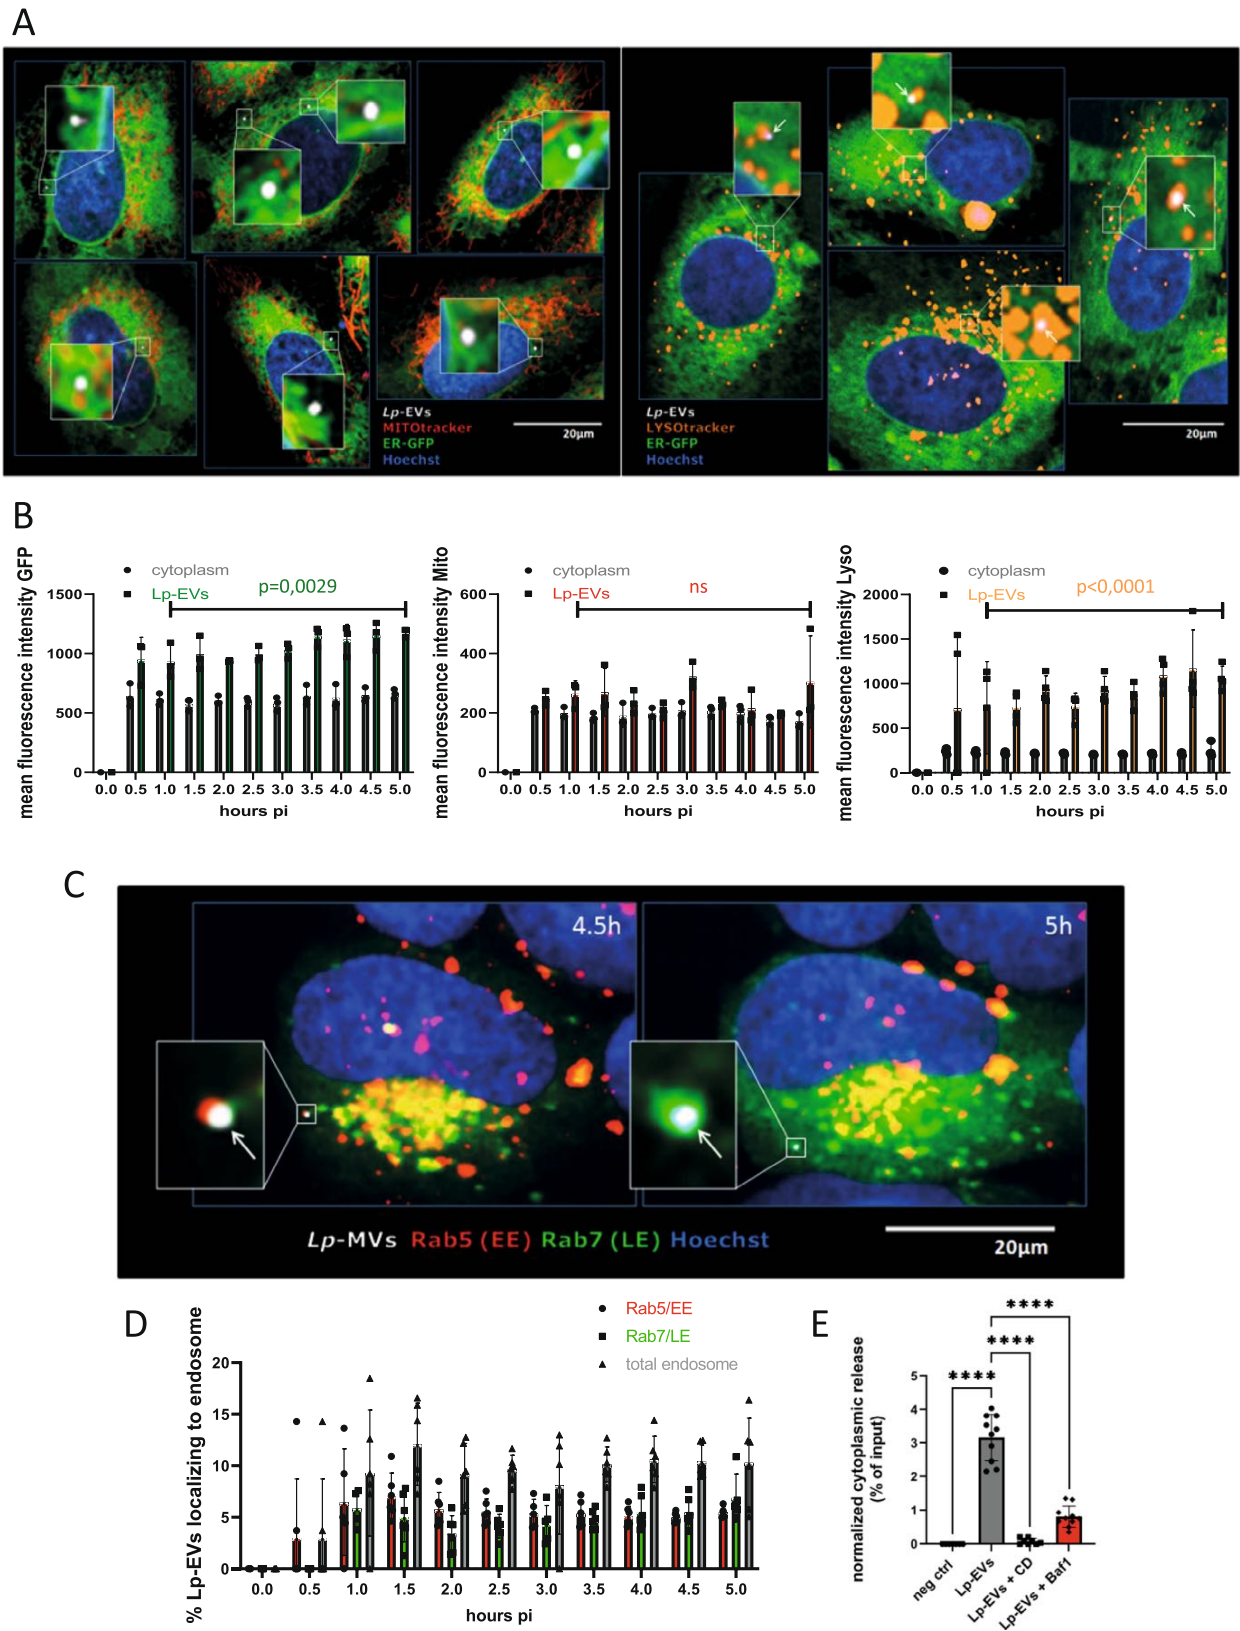 A
Lp-EVs
MITOtracker
ER-GFP
Hoechst
20µm
Lp-EVs
LYSOtracker
ER-GFP
Hoechst
20µm
B
mean fluorescence intensity GFP
cytoplasm
Lp-EVs
p=0,0029
1500
1000
500
0
0.0 0.5 1.0 1.5 2.0 2.5 3.0 3.5 4.0 4.5 5.0
hours pi
mean fluorescence intensity Mito
cytoplasm
Lp-EVs
ns
600
400
200
0
0.0 0.5 1.0 1.5 2.0 2.5 3.0 3.5 4.0 4.5 5.0
hours pi
mean fluorescence intensity Lyso
cytoplasm
Lp-EVs
p<0,0001
2000
1500
1000
500
0
0.0 0.5 1.0 1.5 2.0 2.5 3.0 3.5 4.0 4.5 5.0
hours pi
C
4.5h
5h
Lp-MVs Rab5 (EE) Rab7 (LE) Hoechst
20µm
D
% Lp-EVs localizing to endosome
Rab5/EE
Rab7/LE
total endosome
20
15
10
5
0
0.0 0.5 1.0 1.5 2.0 2.5 3.0 3.5 4.0 4.5 5.0
hours pi
E
normalized cytoplasmic release
(% of input)
****
****
****
5
4
3
2
1
0
neg ctrl
Lp-EVs
Lp-EVs + CD
Lp-EVs + Baf1